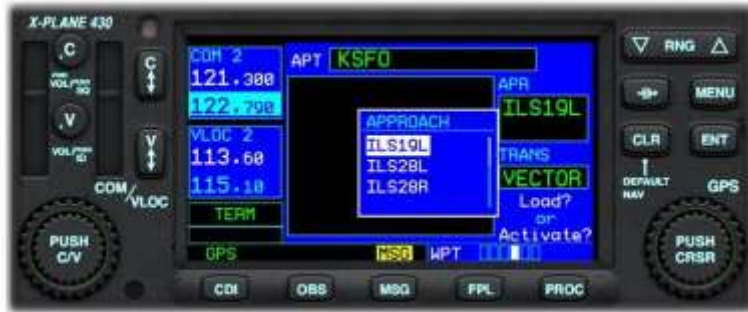 X-PLANE 430
C
PWR
VOL/PUSH
SQ
V
VOL/PUSH
ID
C
V
COM/
VLOC
PUSH
C/V
COM 2
121.300
122.790
VLOC 2
113.60
115.10
TERM
GPS
APT KSFO
APR
ILS19L
TRANS
VECTOR
Load?
or
Activate?
APPROACH
ILS19L
ILS28L
ILS28R
MSG WPT
CDI OBS MSG FPL PROC
RNG
MENU
CLR ENT
DEFAULT
NAV
GPS
PUSH
CRSR